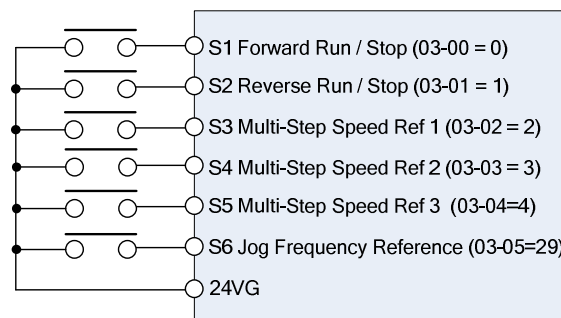 S1 Forward Run / Stop (03-00 = 0)
S2 Reverse Run / Stop (03-01 = 1)
S3 Multi-Step Speed Ref 1 (03-02 = 2)
S4 Multi-Step Speed Ref 2 (03-03 = 3)
S5 Multi-Step Speed Ref 3 (03-04=4)
S6 Jog Frequency Reference (03-05=29)
24VG